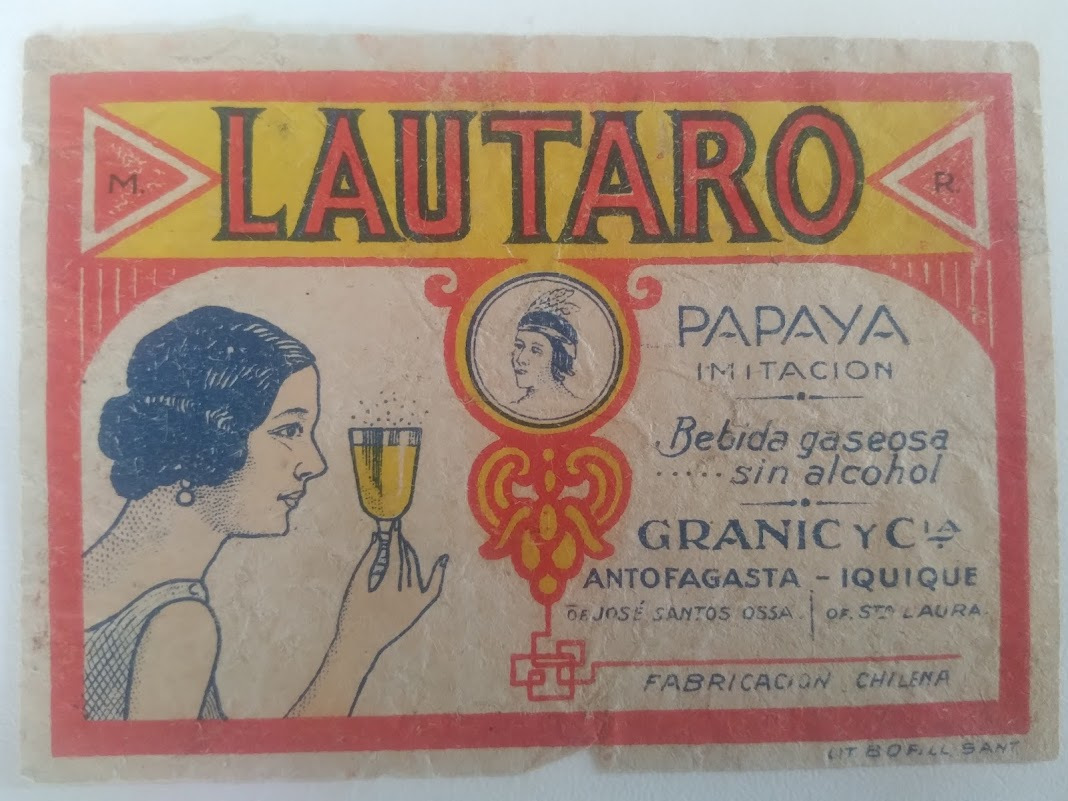 LAUTARO
M.
R.
PAPAYA
IMITACION
Bebida gaseosa
.....sin alcohol
GRANIC Y CIA
ANTOFAGASTA - IQUIQUE
OF. JOSÉ SANTOS OSSA. | OF. STA LAURA.
FABRICACION CHILENA
LIT BOFILL SANT